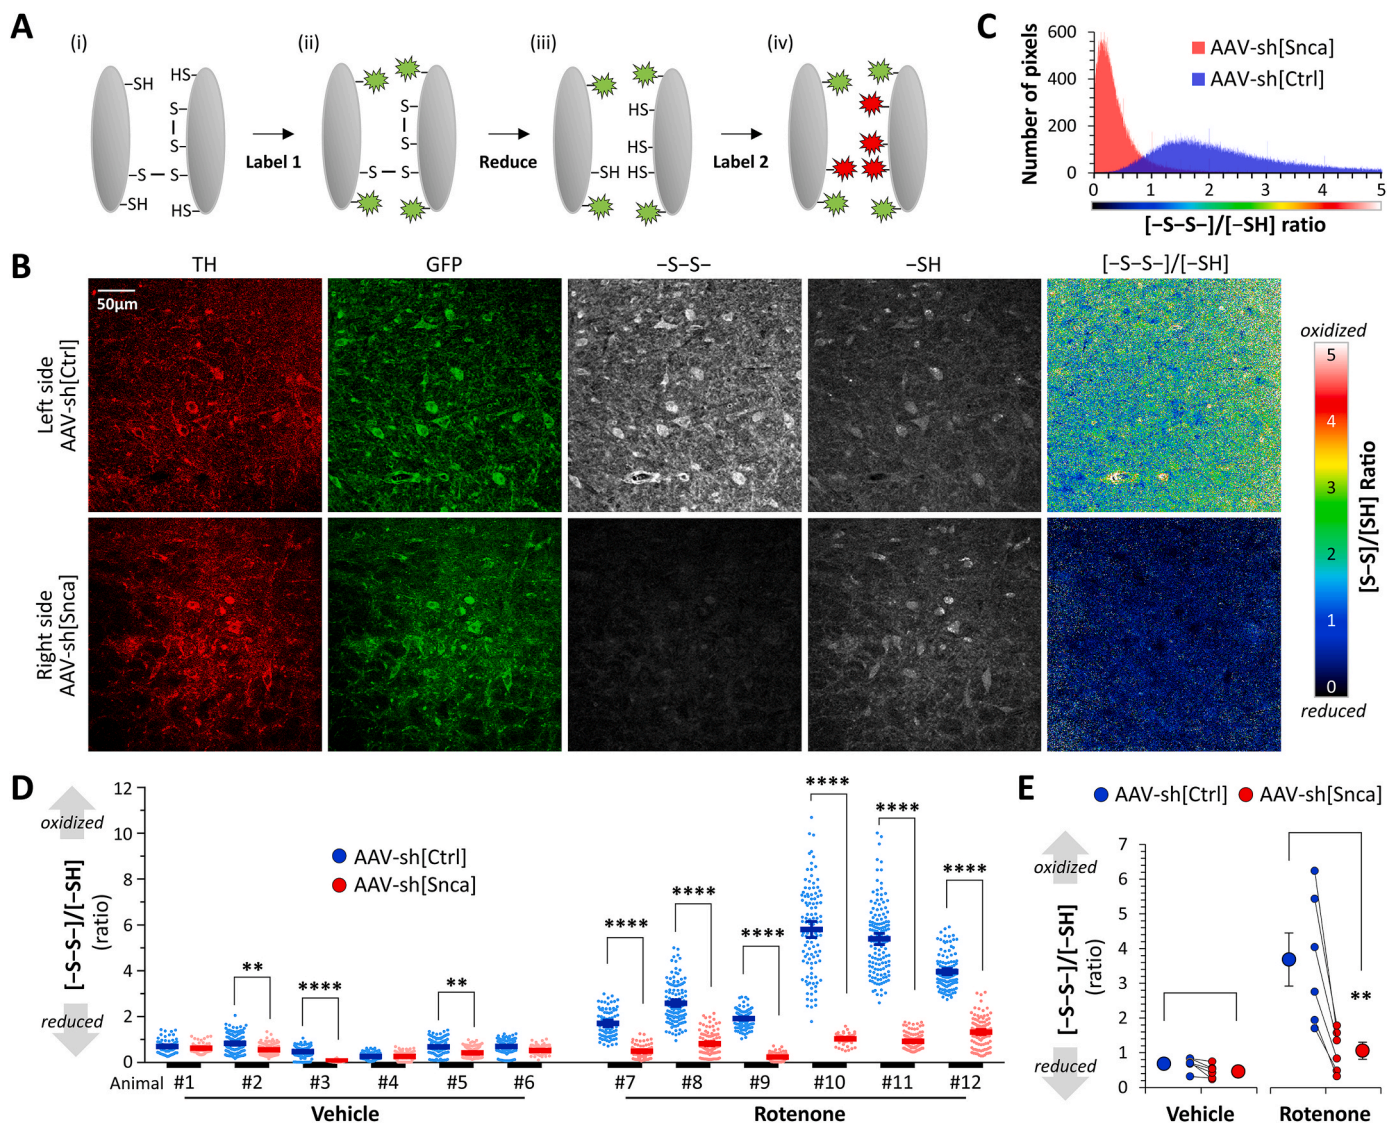 A
(i)
(ii)
(iii)
(iv)
–SH
HS–
S–
S–
–S–S–
–SH
HS–
Label 1
S–
S–
–S–S–
Reduce
HS–
HS–
–SH HS–
Label 2
C
Number of pixels
600
400
200
0
AAV-sh[Snca]
AAV-sh[Ctrl]
0 1 2 3 4 5
[–S–S–]/[–SH] ratio
B
TH
GFP
–S–S–
–SH
[–S–S–]/[–SH]
50µm
Left side
AAV-sh[Ctrl]
Right side
AAV-sh[Snca]
oxidized
5
4
3
2
1
0
reduced
[S–S]/[SH] Ratio
D
oxidized
[–S–S–]/[–SH]
(ratio)
reduced
12
10
8
6
4
2
0
AAV-sh[Ctrl]
AAV-sh[Snca]
**
****
**
****
****
****
****
****
****
Animal #1 #2 #3 #4 #5 #6 #7 #8 #9 #10 #11 #12
Vehicle Rotenone
E
AAV-sh[Ctrl] AAV-sh[Snca]
oxidized
[–S–S–]/[–SH]
(ratio)
reduced
7
6
5
4
3
2
1
0
**
Vehicle Rotenone